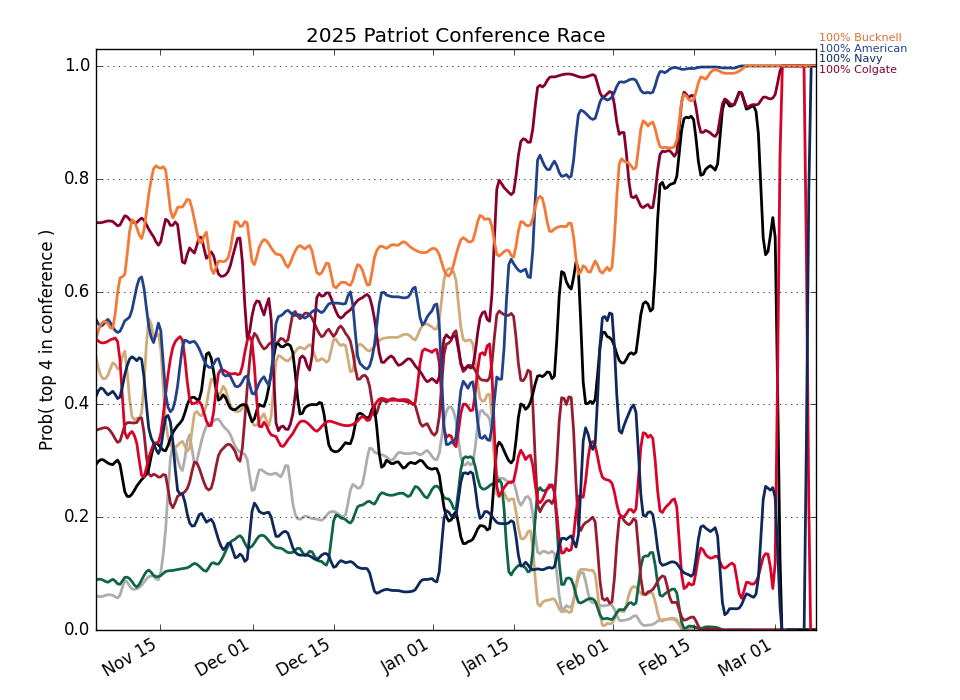 2025 Patriot Conference Race
100% Bucknell
100% American
100% Navy
100% Colgate
1.0
0.8
0.6
0.4
0.2
0.0
Prob( top 4 in conference )
Nov 15
Dec 01
Dec 15
Jan 01
Jan 15
Feb 01
Feb 15
Mar 01